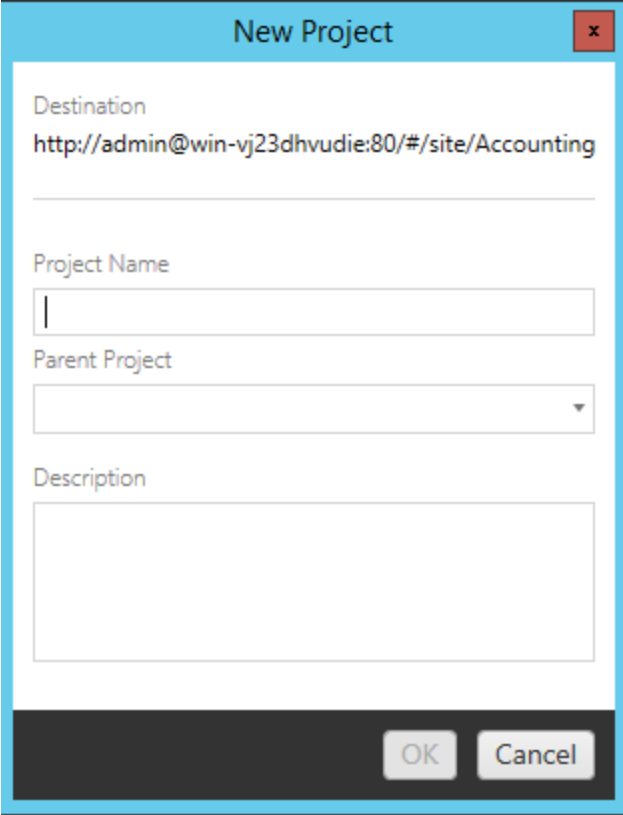 New Project
x
Destination
http://admin@win-vj23dhvudie:80/#/site/Accounting
Project Name
Parent Project
Description
OK
Cancel